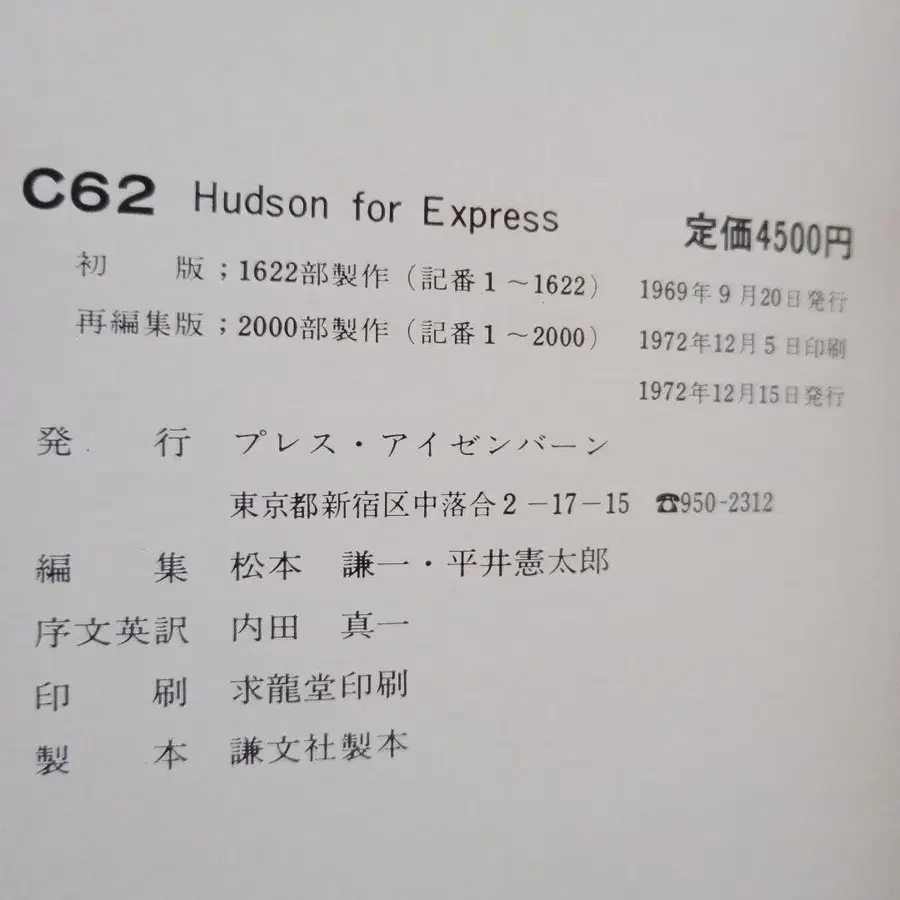 C62 Hudson for Express 定価4500円
初版；1622部製作（記番1～1622） 1969年9月20日発行
再編集版；2000部製作（記番1～2000） 1972年12月5日印刷
1972年12月15日発行
発行 プレス・アイゼンバーン
東京都新宿区中落合2－17－15 ☎950-2312
編集 松本 謙一・平井憲太郎
序文英訳 内田 真一
印刷 求龍堂印刷
製本 謙文社製本